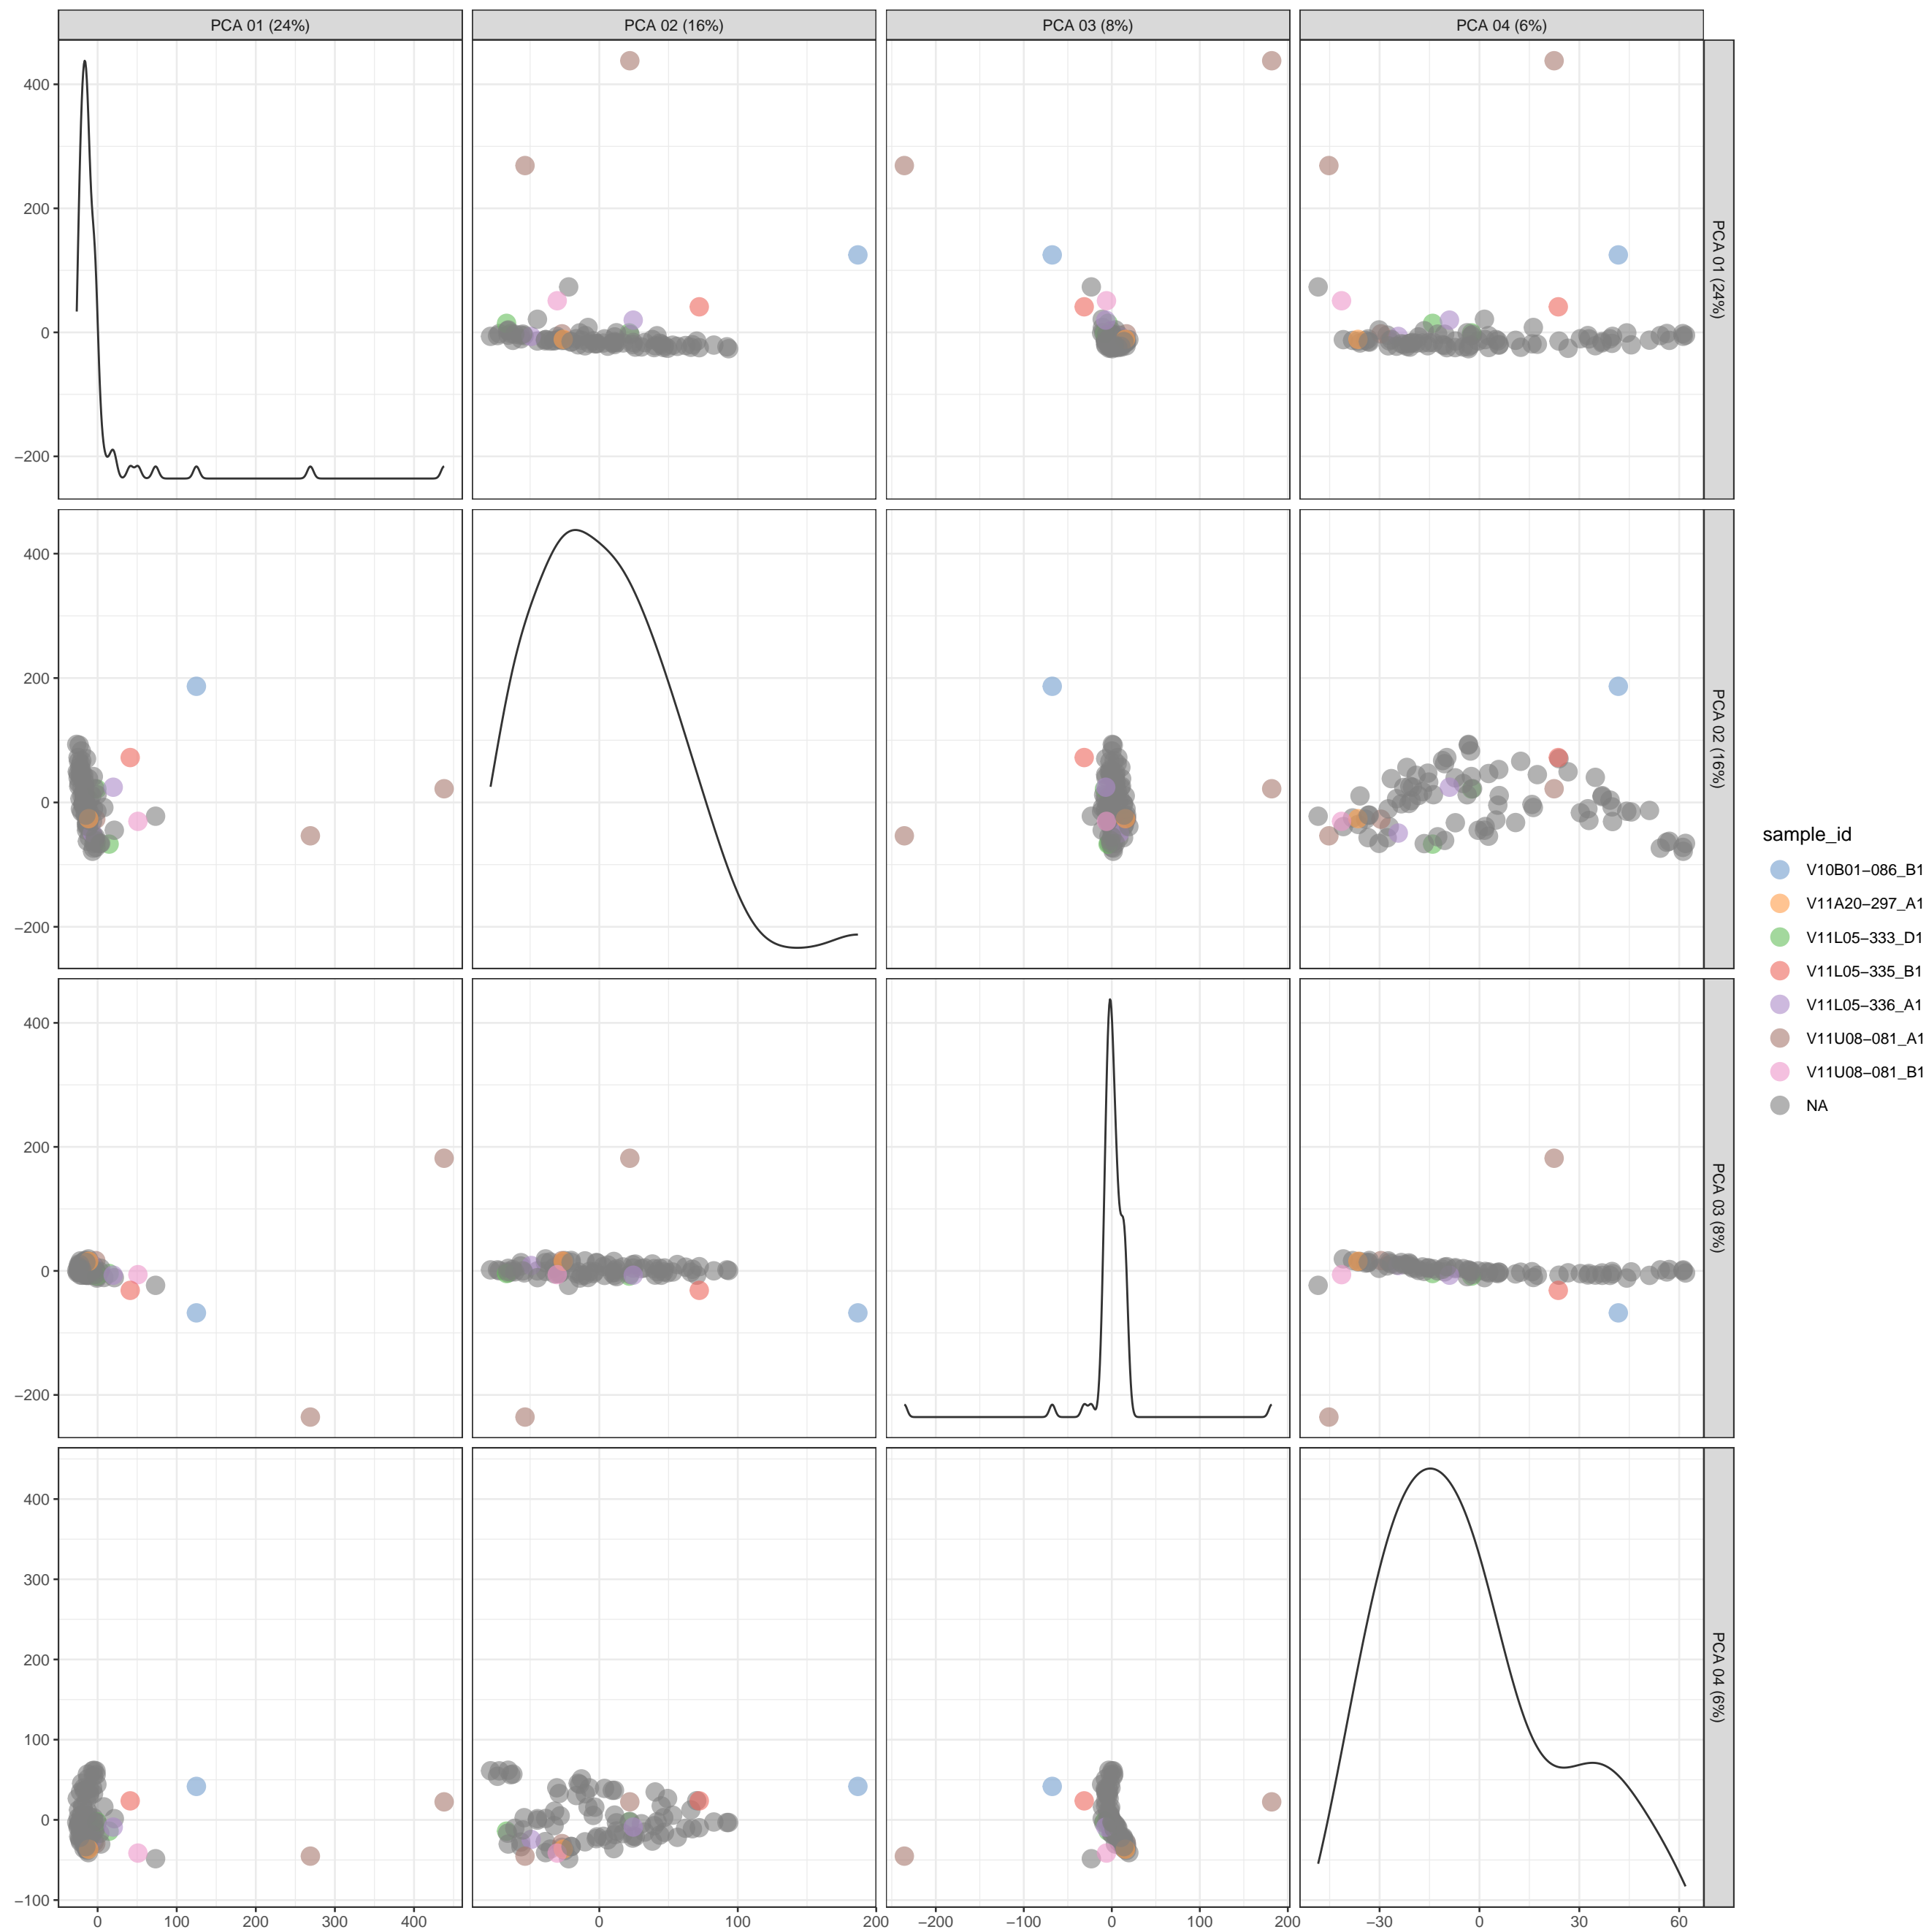 PCA 01 (24%)
PCA 02 (16%)
PCA 03 (8%)
PCA 04 (6%)
400
200
0
−200
PCA 01 (24%)
400
200
0
−200
PCA 02 (16%)
400
200
0
−200
PCA 03 (8%)
400
300
200
100
0
−100
PCA 04 (6%)
0 100 200 300 400
0 100 200
−200 −100 0 100 200
−30 0 30 60
sample_id
V10B01−086_B1
V11A20−297_A1
V11L05−333_D1
V11L05−335_B1
V11L05−336_A1
V11U08−081_A1
V11U08−081_B1
NA